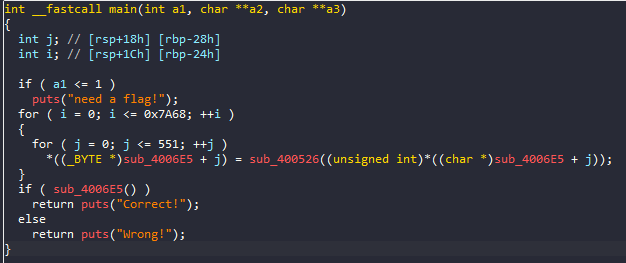 int __fastcall main(int a1, char **a2, char **a3)
{
  int j; // [rsp+18h] [rbp-28h]
  int i; // [rsp+1Ch] [rbp-24h]

  if ( a1 <= 1 )
    puts("need a flag!");
  for ( i = 0; i <= 0x7A68; ++i )
  {
    for ( j = 0; j <= 551; ++j )
      *((_BYTE *)sub_4006E5 + j) = sub_400526((unsigned int)*((char *)sub_4006E5 + j));
  }
  if ( sub_4006E5() )
    return puts("Correct!");
  else
    return puts("Wrong!");
}